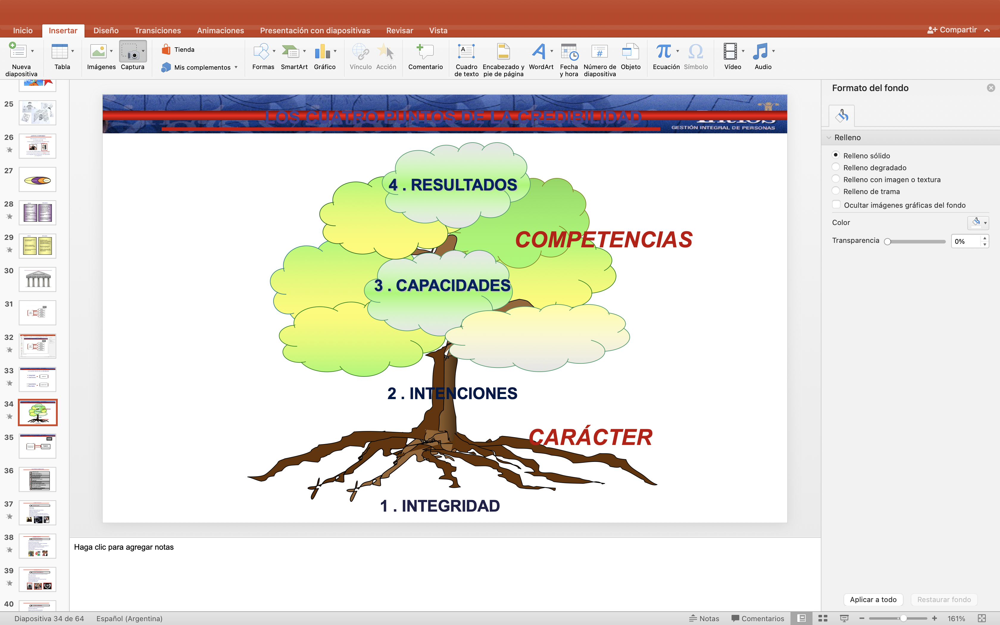 Inicio Insertar Diseño Transiciones Animaciones Presentación con diapositivas Revisar Vista Compartir
Nueva diapositiva
Tabla
Imágenes
Captura
Tienda
Mis complementos
Formas
SmartArt
Gráfico
Vínculo
Acción
Comentario
Cuadro de texto
Encabezado y pie de página
WordArt
Fecha y hora
Número de diapositiva
Objeto
Ecuación
Símbolo
Vídeo
Audio
25
26
27
28
29
30
31
32
33
34
35
36
37
38
39
40
LOS CUATRO PUNTOS DE LA CREDIBILIDAD
GESTIÓN INTEGRAL DE PERSONAS
4 . RESULTADOS
COMPETENCIAS
3 . CAPACIDADES
2 . INTENCIONES
CARÁCTER
1 . INTEGRIDAD
Haga clic para agregar notas
Formato del fondo
Relleno
Relleno sólido
Relleno degradado
Relleno con imagen o textura
Relleno de trama
Ocultar imágenes gráficas del fondo
Color
Transparencia 0%
Aplicar a todo Restaurar fondo
Diapositiva 34 de 64 Español (Argentina) Notas Comentarios 161%